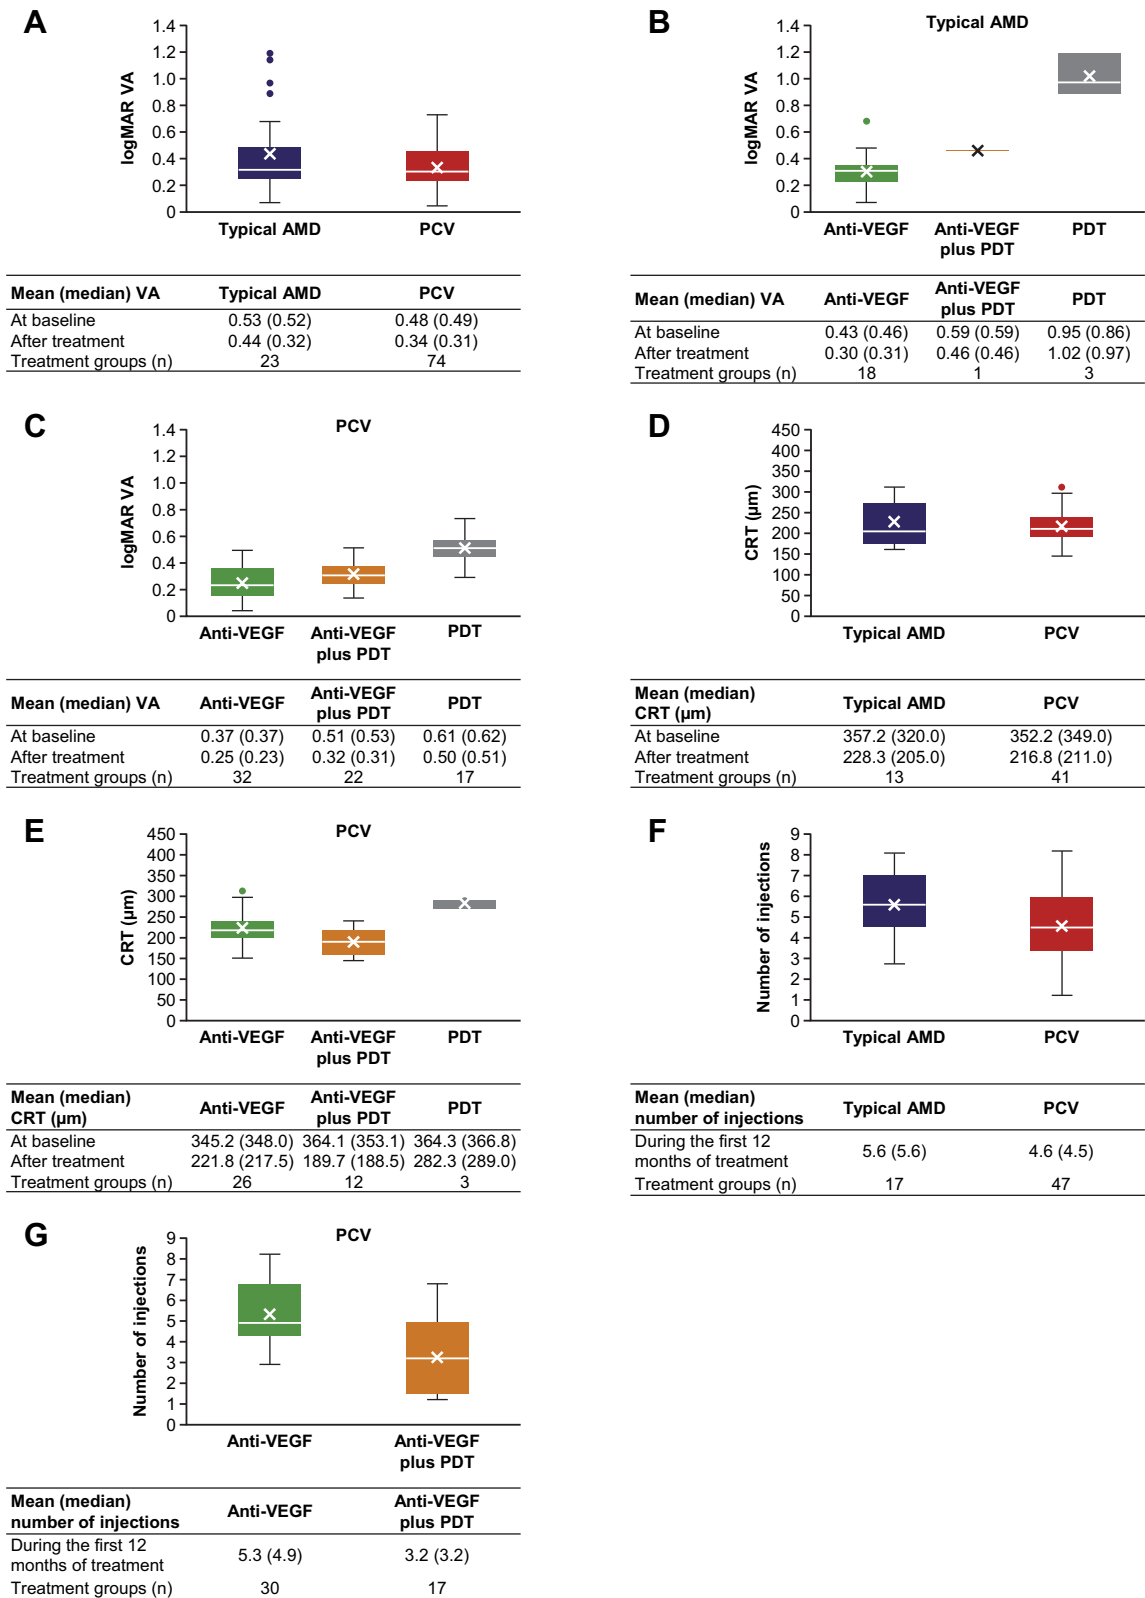 A
1.4
1.2
1.0
0.8
0.6
0.4
0.2
0
logMAR VA
Typical AMD PCV
Mean (median) VA Typical AMD PCV
At baseline 0.53 (0.52) 0.48 (0.49)
After treatment 0.44 (0.32) 0.34 (0.31)
Treatment groups (n) 23 74
B
Typical AMD
1.4
1.2
1.0
0.8
0.6
0.4
0.2
0
logMAR VA
Anti-VEGF Anti-VEGF PDT
plus PDT
Mean (median) VA Anti-VEGF Anti-VEGF PDT
plus PDT
At baseline 0.43 (0.46) 0.59 (0.59) 0.95 (0.86)
After treatment 0.30 (0.31) 0.46 (0.46) 1.02 (0.97)
Treatment groups (n) 18 1 3
C
PCV
1.4
1.2
1.0
0.8
0.6
0.4
0.2
0
logMAR VA
Anti-VEGF Anti-VEGF PDT
plus PDT
Mean (median) VA Anti-VEGF Anti-VEGF PDT
plus PDT
At baseline 0.37 (0.37) 0.51 (0.53) 0.61 (0.62)
After treatment 0.25 (0.23) 0.32 (0.31) 0.50 (0.51)
Treatment groups (n) 32 22 17
D
450
400
350
300
250
200
150
100
50
0
CRT (µm)
Typical AMD PCV
Mean (median)
CRT (µm) Typical AMD PCV
At baseline 357.2 (320.0) 352.2 (349.0)
After treatment 228.3 (205.0) 216.8 (211.0)
Treatment groups (n) 13 41
E
PCV
450
400
350
300
250
200
150
100
50
0
CRT (µm)
Anti-VEGF Anti-VEGF PDT
plus PDT
Mean (median) Anti-VEGF Anti-VEGF PDT
CRT (µm) plus PDT
At baseline 345.2 (348.0) 364.1 (353.1) 364.3 (366.8)
After treatment 221.8 (217.5) 189.7 (188.5) 282.3 (289.0)
Treatment groups (n) 26 12 3
F
9
8
7
6
5
4
3
2
1
0
Number of injections
Typical AMD PCV
Mean (median)
number of injections Typical AMD PCV
During the first 12
months of treatment 5.6 (5.6) 4.6 (4.5)
Treatment groups (n) 17 47
G
PCV
9
8
7
6
5
4
3
2
1
0
Number of injections
Anti-VEGF Anti-VEGF
plus PDT
Mean (median) Anti-VEGF Anti-VEGF
number of injections plus PDT
During the first 12
months of treatment 5.3 (4.9) 3.2 (3.2)
Treatment groups (n) 30 17